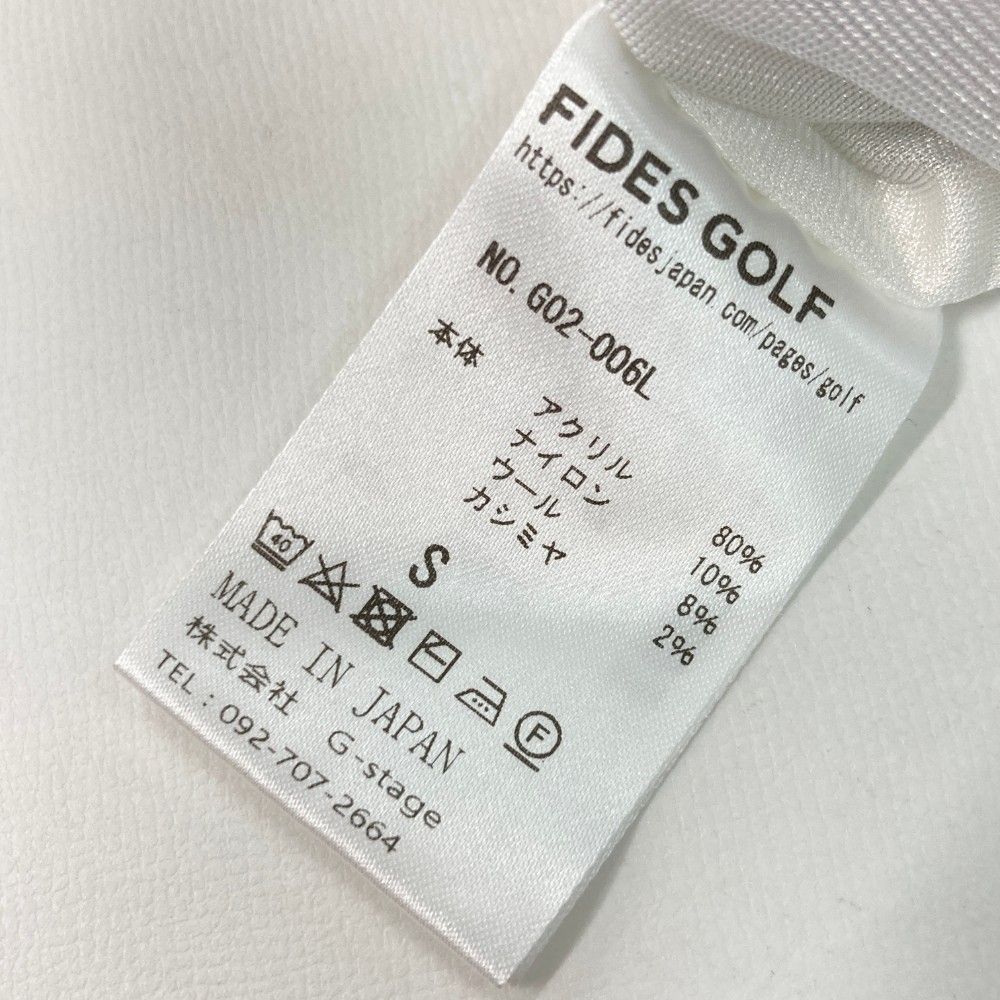 FIDES GOLF
https://fidesjapan.com/pages/golf
NO. G02-006L
本体
アクリル 80%
ナイロン 10%
ウール 8%
カシミヤ 2%
S
40
F
MADE IN JAPAN
株式会社 G-stage
TEL：092-707-2664